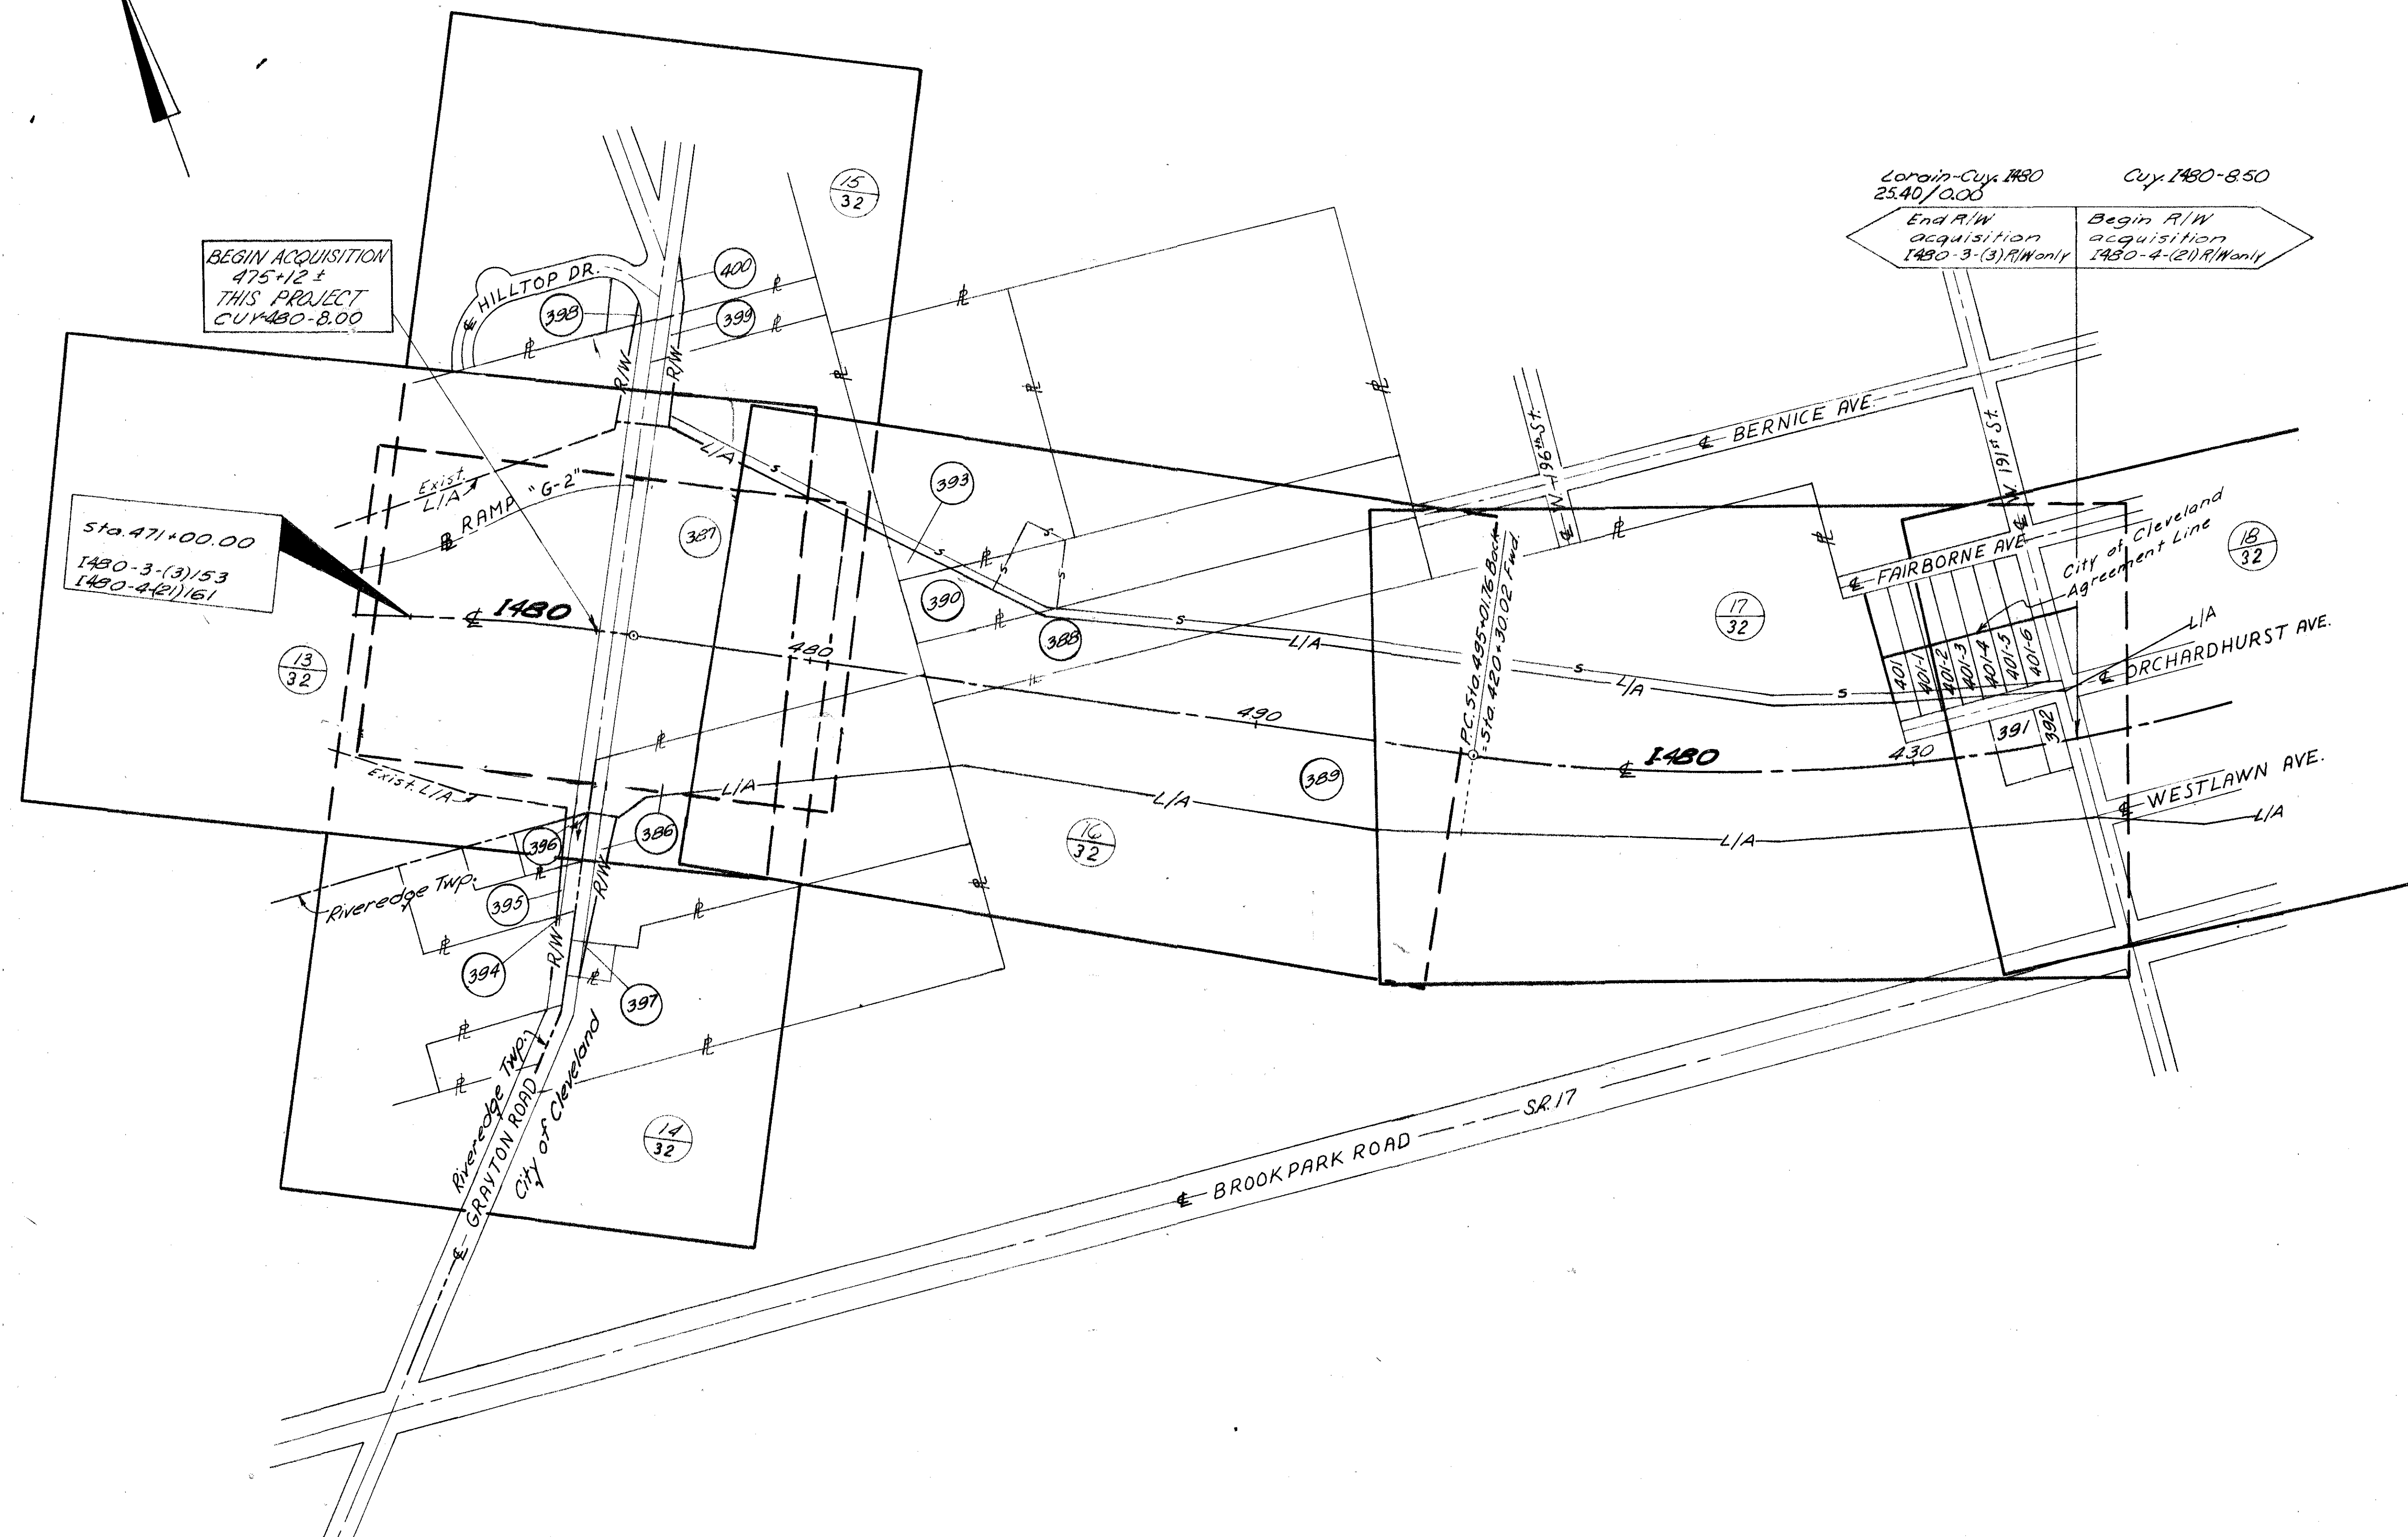 15
32
Lorain-Cuy. I480
25.40/0.00
Cuy. I480-8.50
End R/W
acquisition
I480-3-(3) R/W only
Begin R/W
acquisition
I480-4-(21) R/W only
BEGIN ACQUISITION
475+12 ±
THIS PROJECT
CUY-480-8.00
℄ HILLTOP DR.
398
400
399
R/W
R/W
℄ BERNICE AVE.
℄ W. 196th St.
W. 191st St. ℄
Exist.
L/A
RAMP "G-2"
L/A
S
393
387
Sta. 471+00.00
I480-3-(3)153
I480-4-(21)161
℄ I480
13
32
480
390
388
S
L/A
P.C. Sta. 495+01.76 Back
= Sta. 420+30.02 Fwd.
17
32
℄ FAIRBORNE AVE.
City of Cleveland
Agreement Line
18
32
401
401-1
401-2
401-3
401-4
401-5
401-6
L/A
℄ ORCHARDHURST AVE.
S
L/A
S
490
℄ I480
430
391
392
℄ WESTLAWN AVE.
L/A
Exist. L/A
L/A
L/A
389
L/A
386
396
16
32
Riveredge Twp.
395
R/W
R/W
394
397
Riveredge Twp.
℄ GRAYTON ROAD
City of Cleveland
14
32
℄ BROOKPARK ROAD
S.R. 17